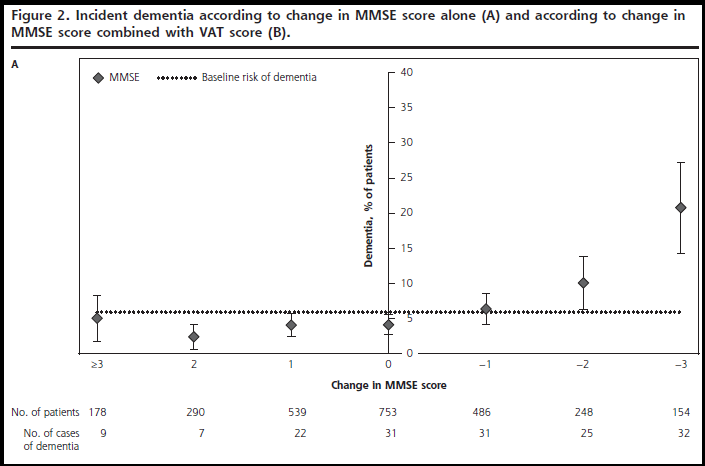 Figure 2. Incident dementia according to change in MMSE score alone (A) and according to change in
MMSE score combined with VAT score (B).
A
MMSE
Baseline risk of dementia
Dementia, % of patients
40
35
30
25
20
15
10
5
0
≥3 2 1 0 –1 –2 –3
Change in MMSE score
No. of patients 178 290 539 753 486 248 154
No. of cases 9 7 22 31 31 25 32
of dementia